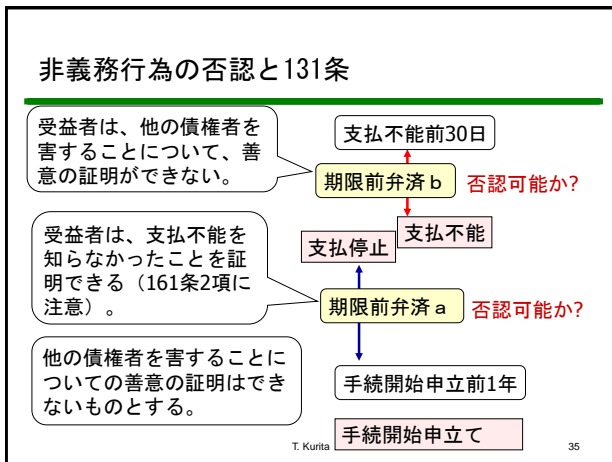 非義務行為の否認と131条
受益者は、他の債権者を
害することについて、善
意の証明ができない。
支払不能前30日
期限前弁済ｂ
否認可能か?
支払不能
支払停止
受益者は、支払不能を
知らなかったことを証
明できる（161条2項に
注意）。
期限前弁済ａ
否認可能か?
他の債権者を害することに
ついての善意の証明はでき
ないものとする。
手続開始申立前1年
手続開始申立て
T. Kurita
35